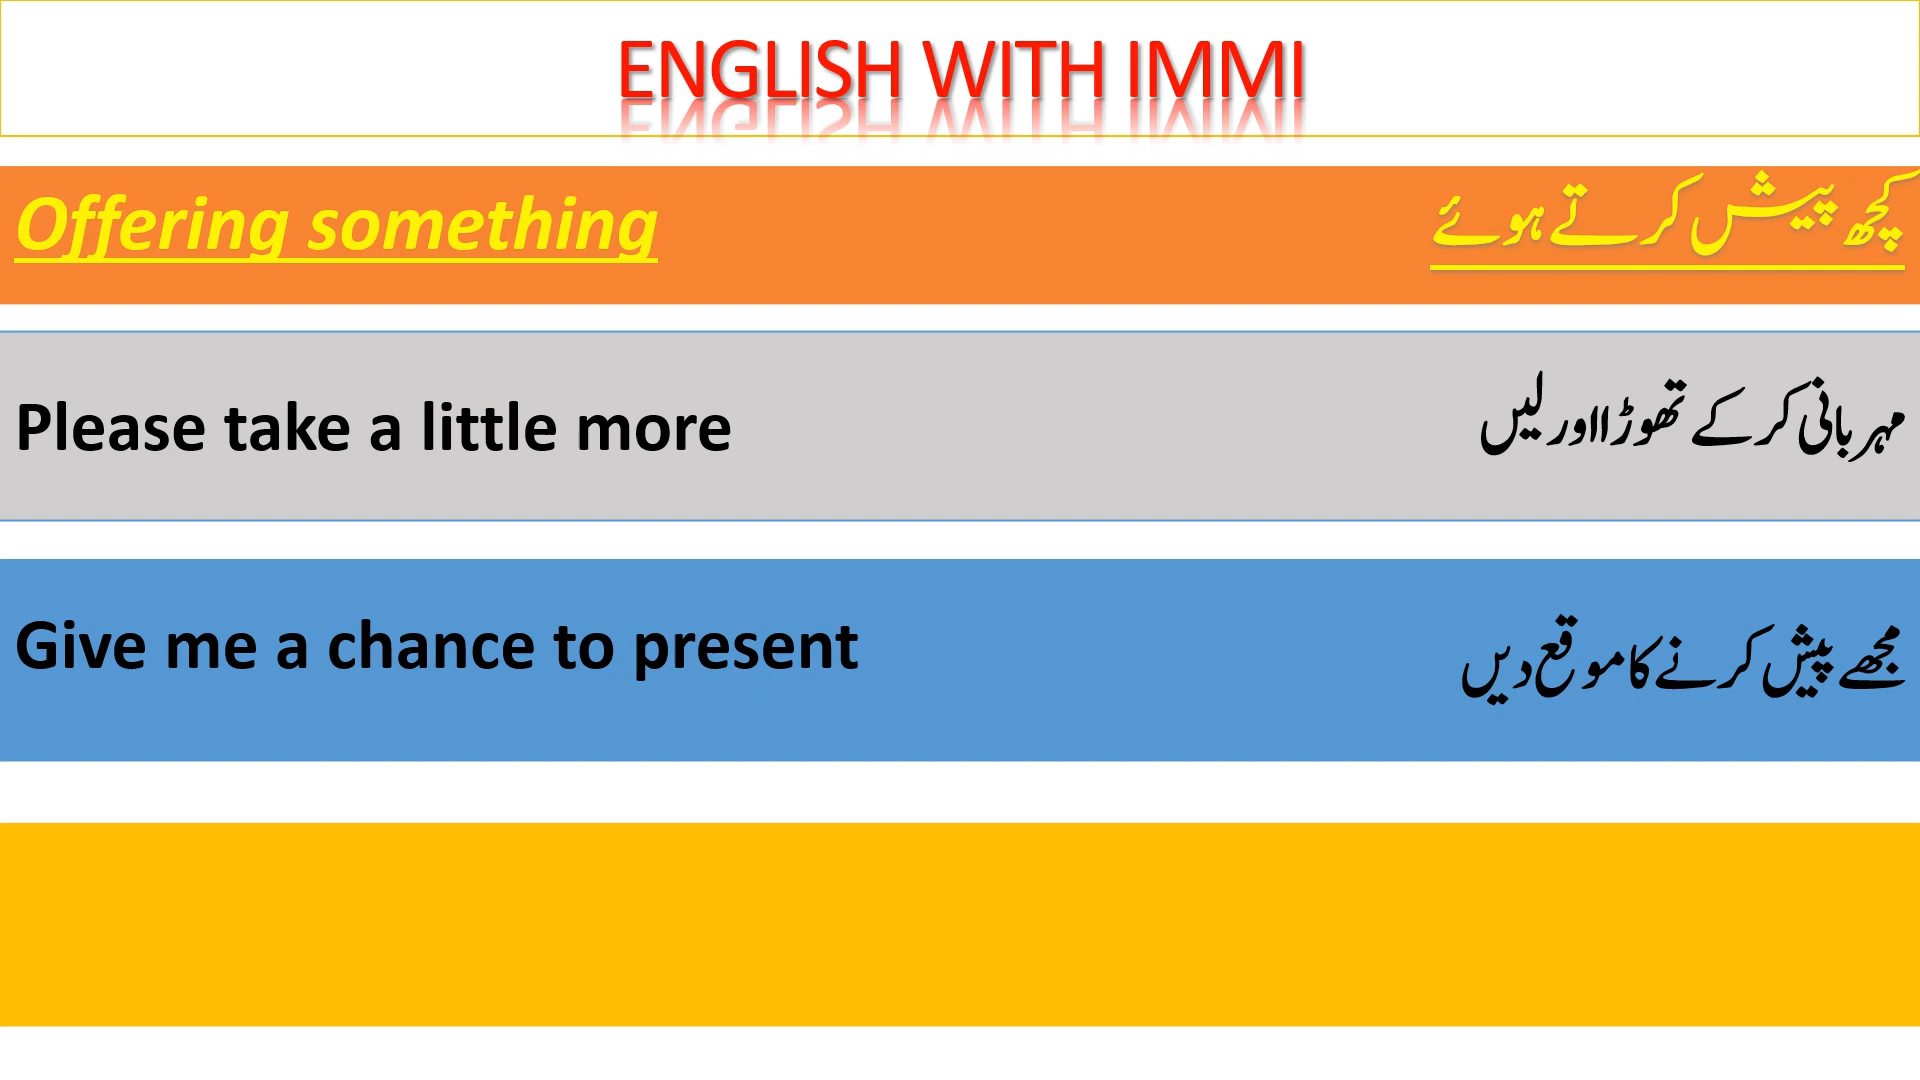 ENGLISH WITH IMMI
Offering something کچھ پیش کرتے ہوئے
Please take a little more مہربانی کر کے تھوڑا اور لیں
Give me a chance to present مجھے پیش کرنے کا موقع دیں